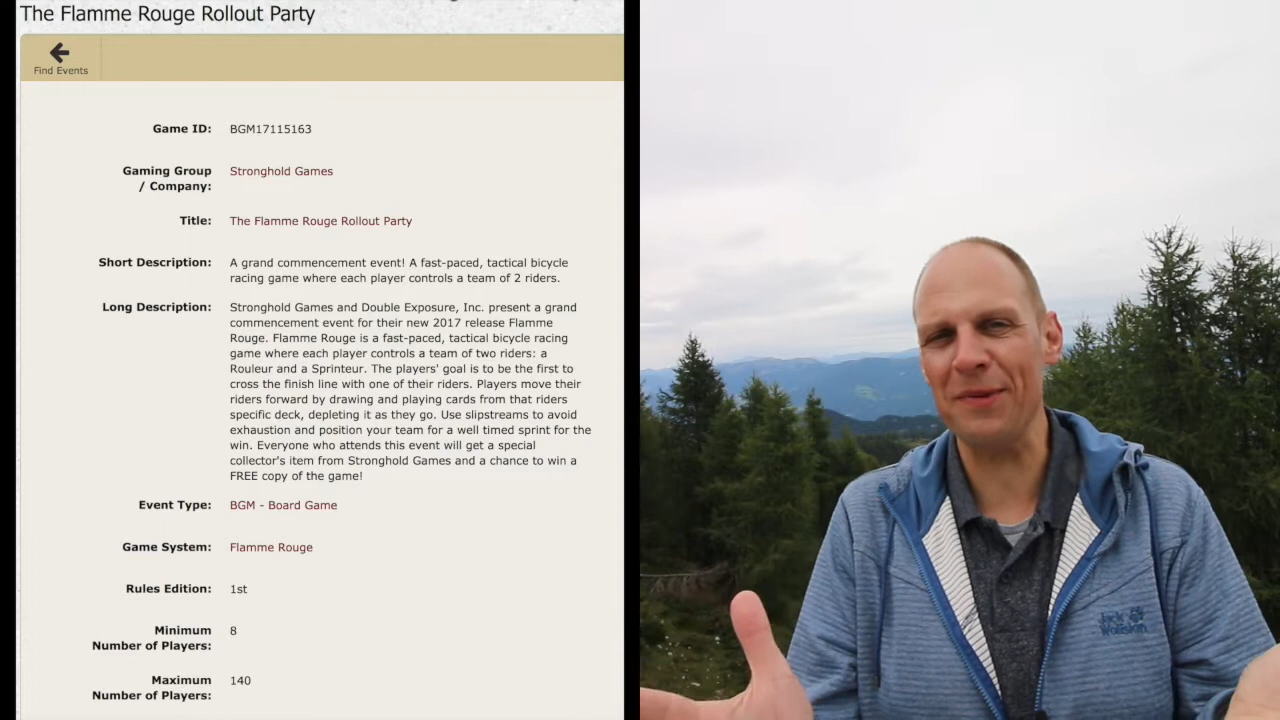 The Flamme Rouge Rollout Party
Find Events
Game ID: BGM17115163
Gaming Group
/ Company: Stronghold Games
Title: The Flamme Rouge Rollout Party
Short Description: A grand commencement event! A fast-paced, tactical bicycle
racing game where each player controls a team of 2 riders.
Long Description: Stronghold Games and Double Exposure, Inc. present a grand
commencement event for their new 2017 release Flamme
Rouge. Flamme Rouge is a fast-paced, tactical bicycle racing
game where each player controls a team of two riders: a
Rouleur and a Sprinteur. The players' goal is to be the first to
cross the finish line with one of their riders. Players move their
riders forward by drawing and playing cards from that riders
specific deck, depleting it as they go. Use slipstreams to avoid
exhaustion and position your team for a well timed sprint for the
win. Everyone who attends this event will get a special
collector's item from Stronghold Games and a chance to win a
FREE copy of the game!
Event Type: BGM - Board Game
Game System: Flamme Rouge
Rules Edition: 1st
Minimum
Number of Players: 8
Maximum
Number of Players: 140
Jack
Wolfskin